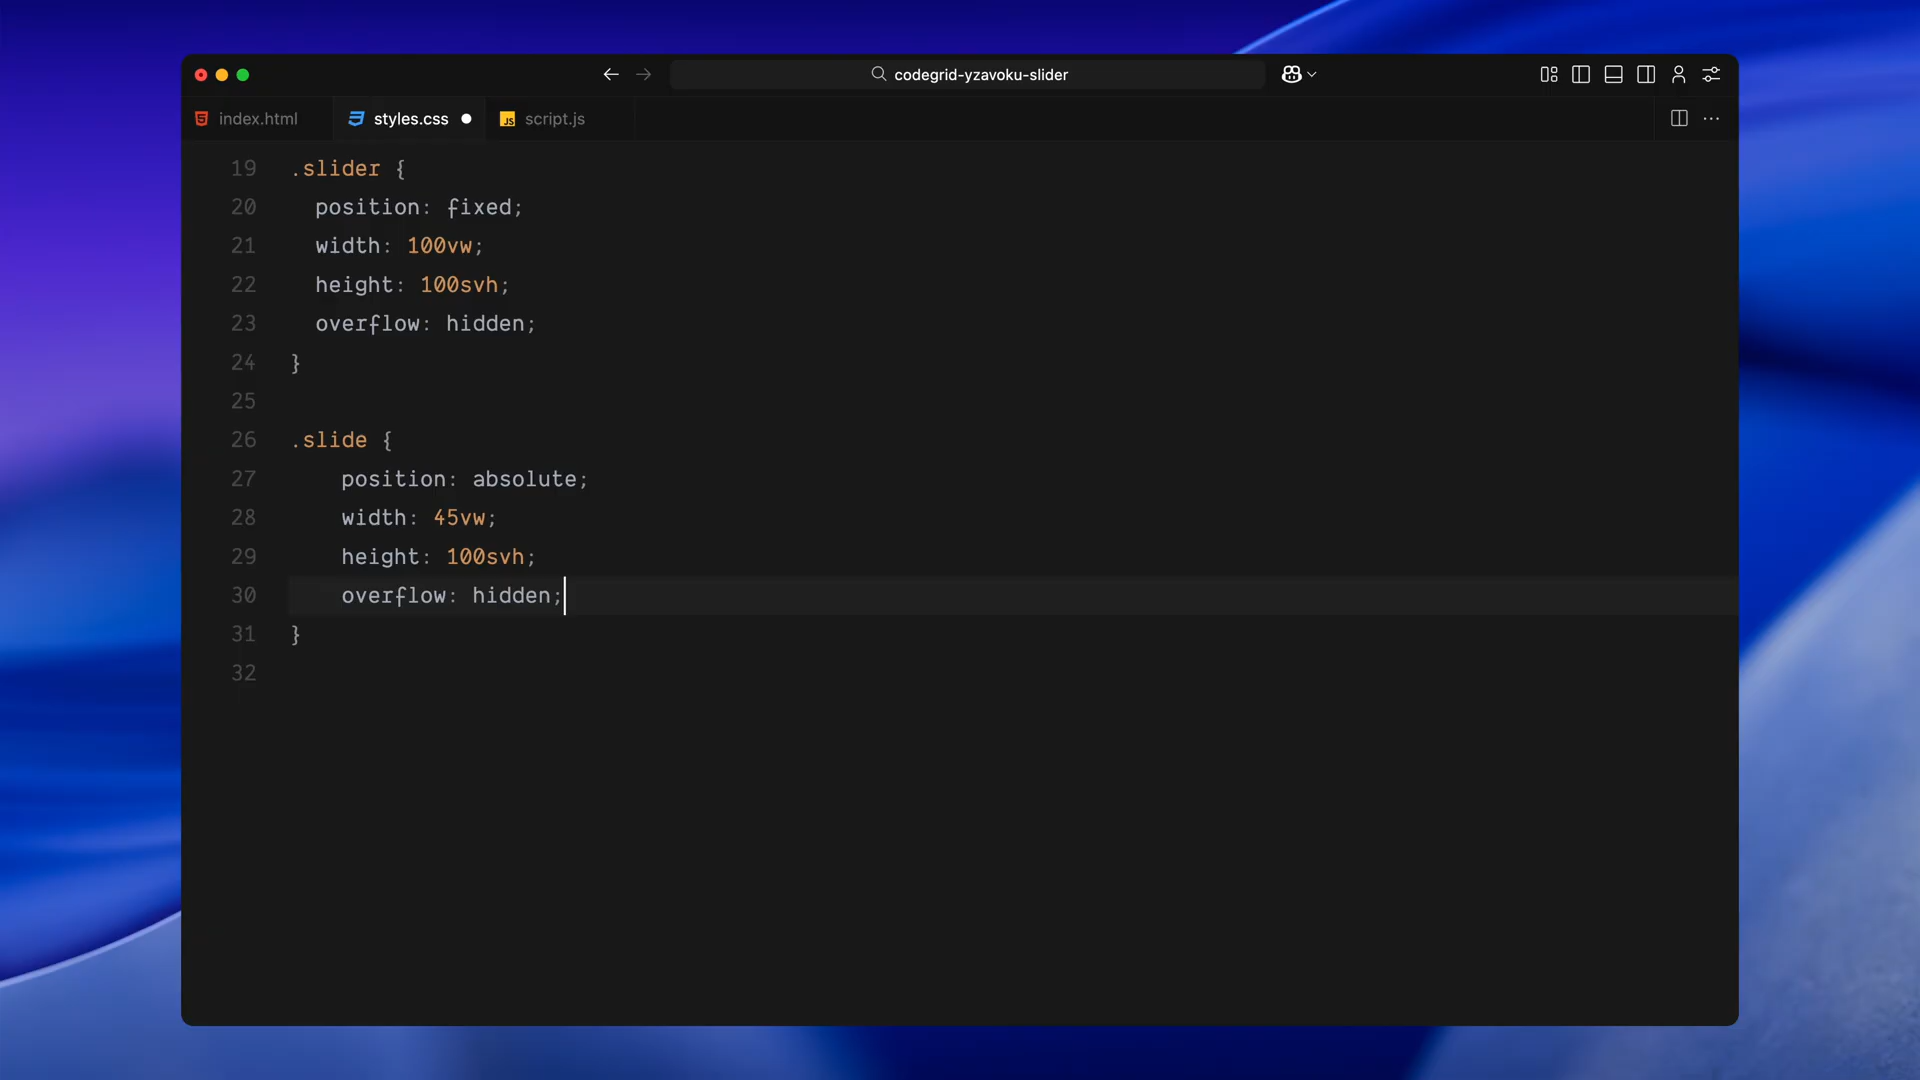 codegrid-yzavoku-slider
index.html
styles.css
JS script.js
19 .slider {
20 position: fixed;
21 width: 100vw;
22 height: 100svh;
23 overflow: hidden;
24 }
25
26 .slide {
27 position: absolute;
28 width: 45vw;
29 height: 100svh;
30 overflow: hidden;
31 }
32